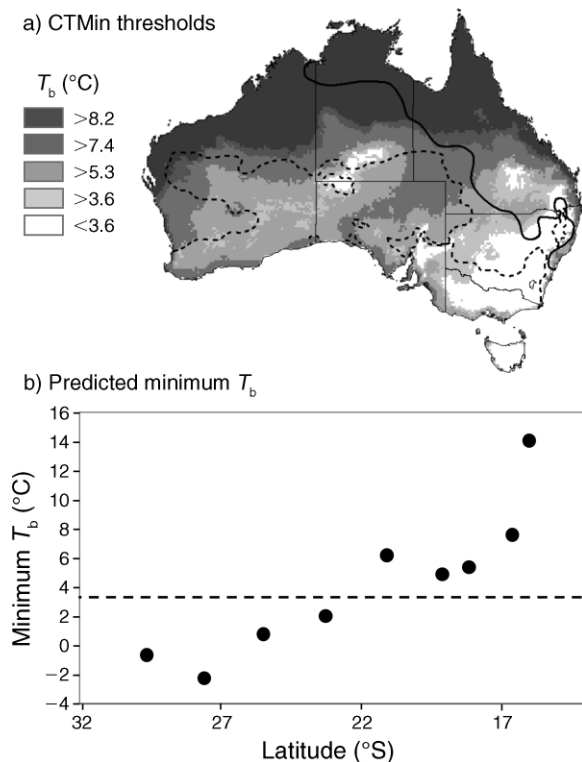 a) CTMin thresholds
T_b (°C)
>8.2
>7.4
>5.3
>3.6
<3.6
b) Predicted minimum T_b
16
14
12
10
8
6
4
2
0
−2
−4
Minimum T_b (°C)
32 27 22 17
Latitude (°S)